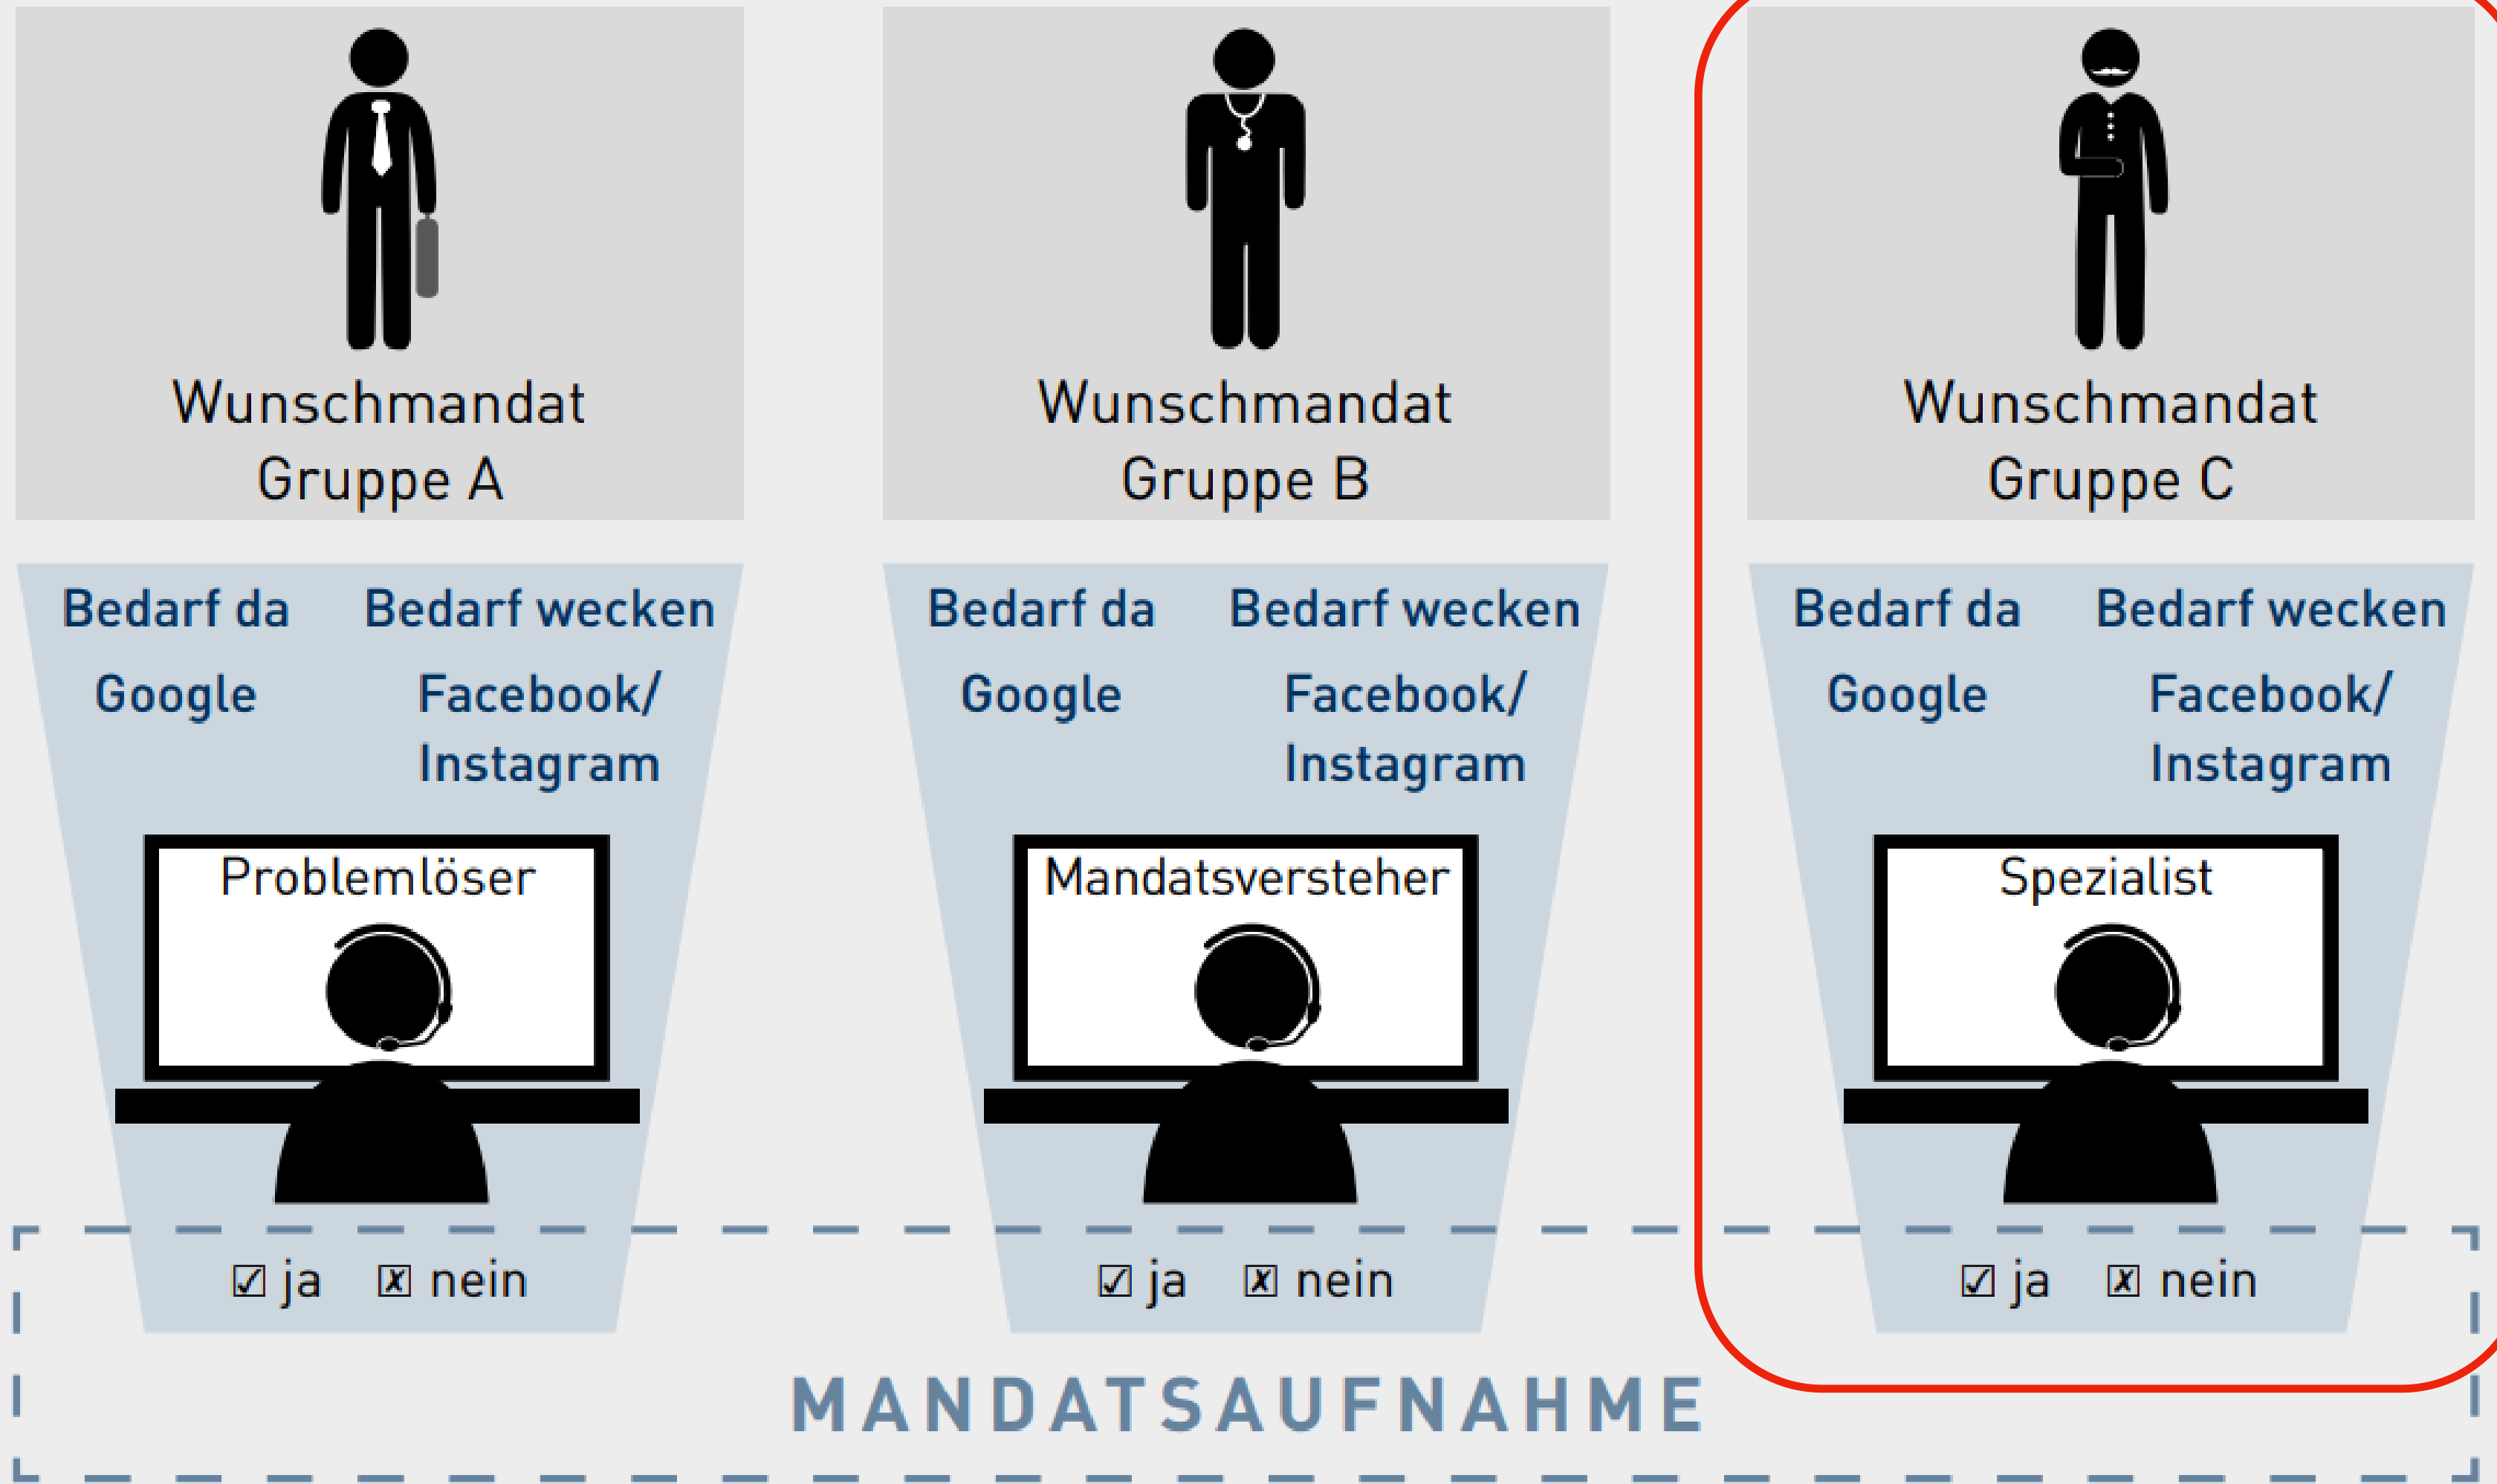 Wunschmandat
Gruppe A
Wunschmandat
Gruppe B
Wunschmandat
Gruppe C
Bedarf da Bedarf wecken
Google Facebook/
Instagram
Problemlöser
☑ ja ☒ nein
Bedarf da Bedarf wecken
Google Facebook/
Instagram
Mandatsversteher
☑ ja ☒ nein
Bedarf da Bedarf wecken
Google Facebook/
Instagram
Spezialist
☑ ja ☒ nein
MANDATSAUFNAHME